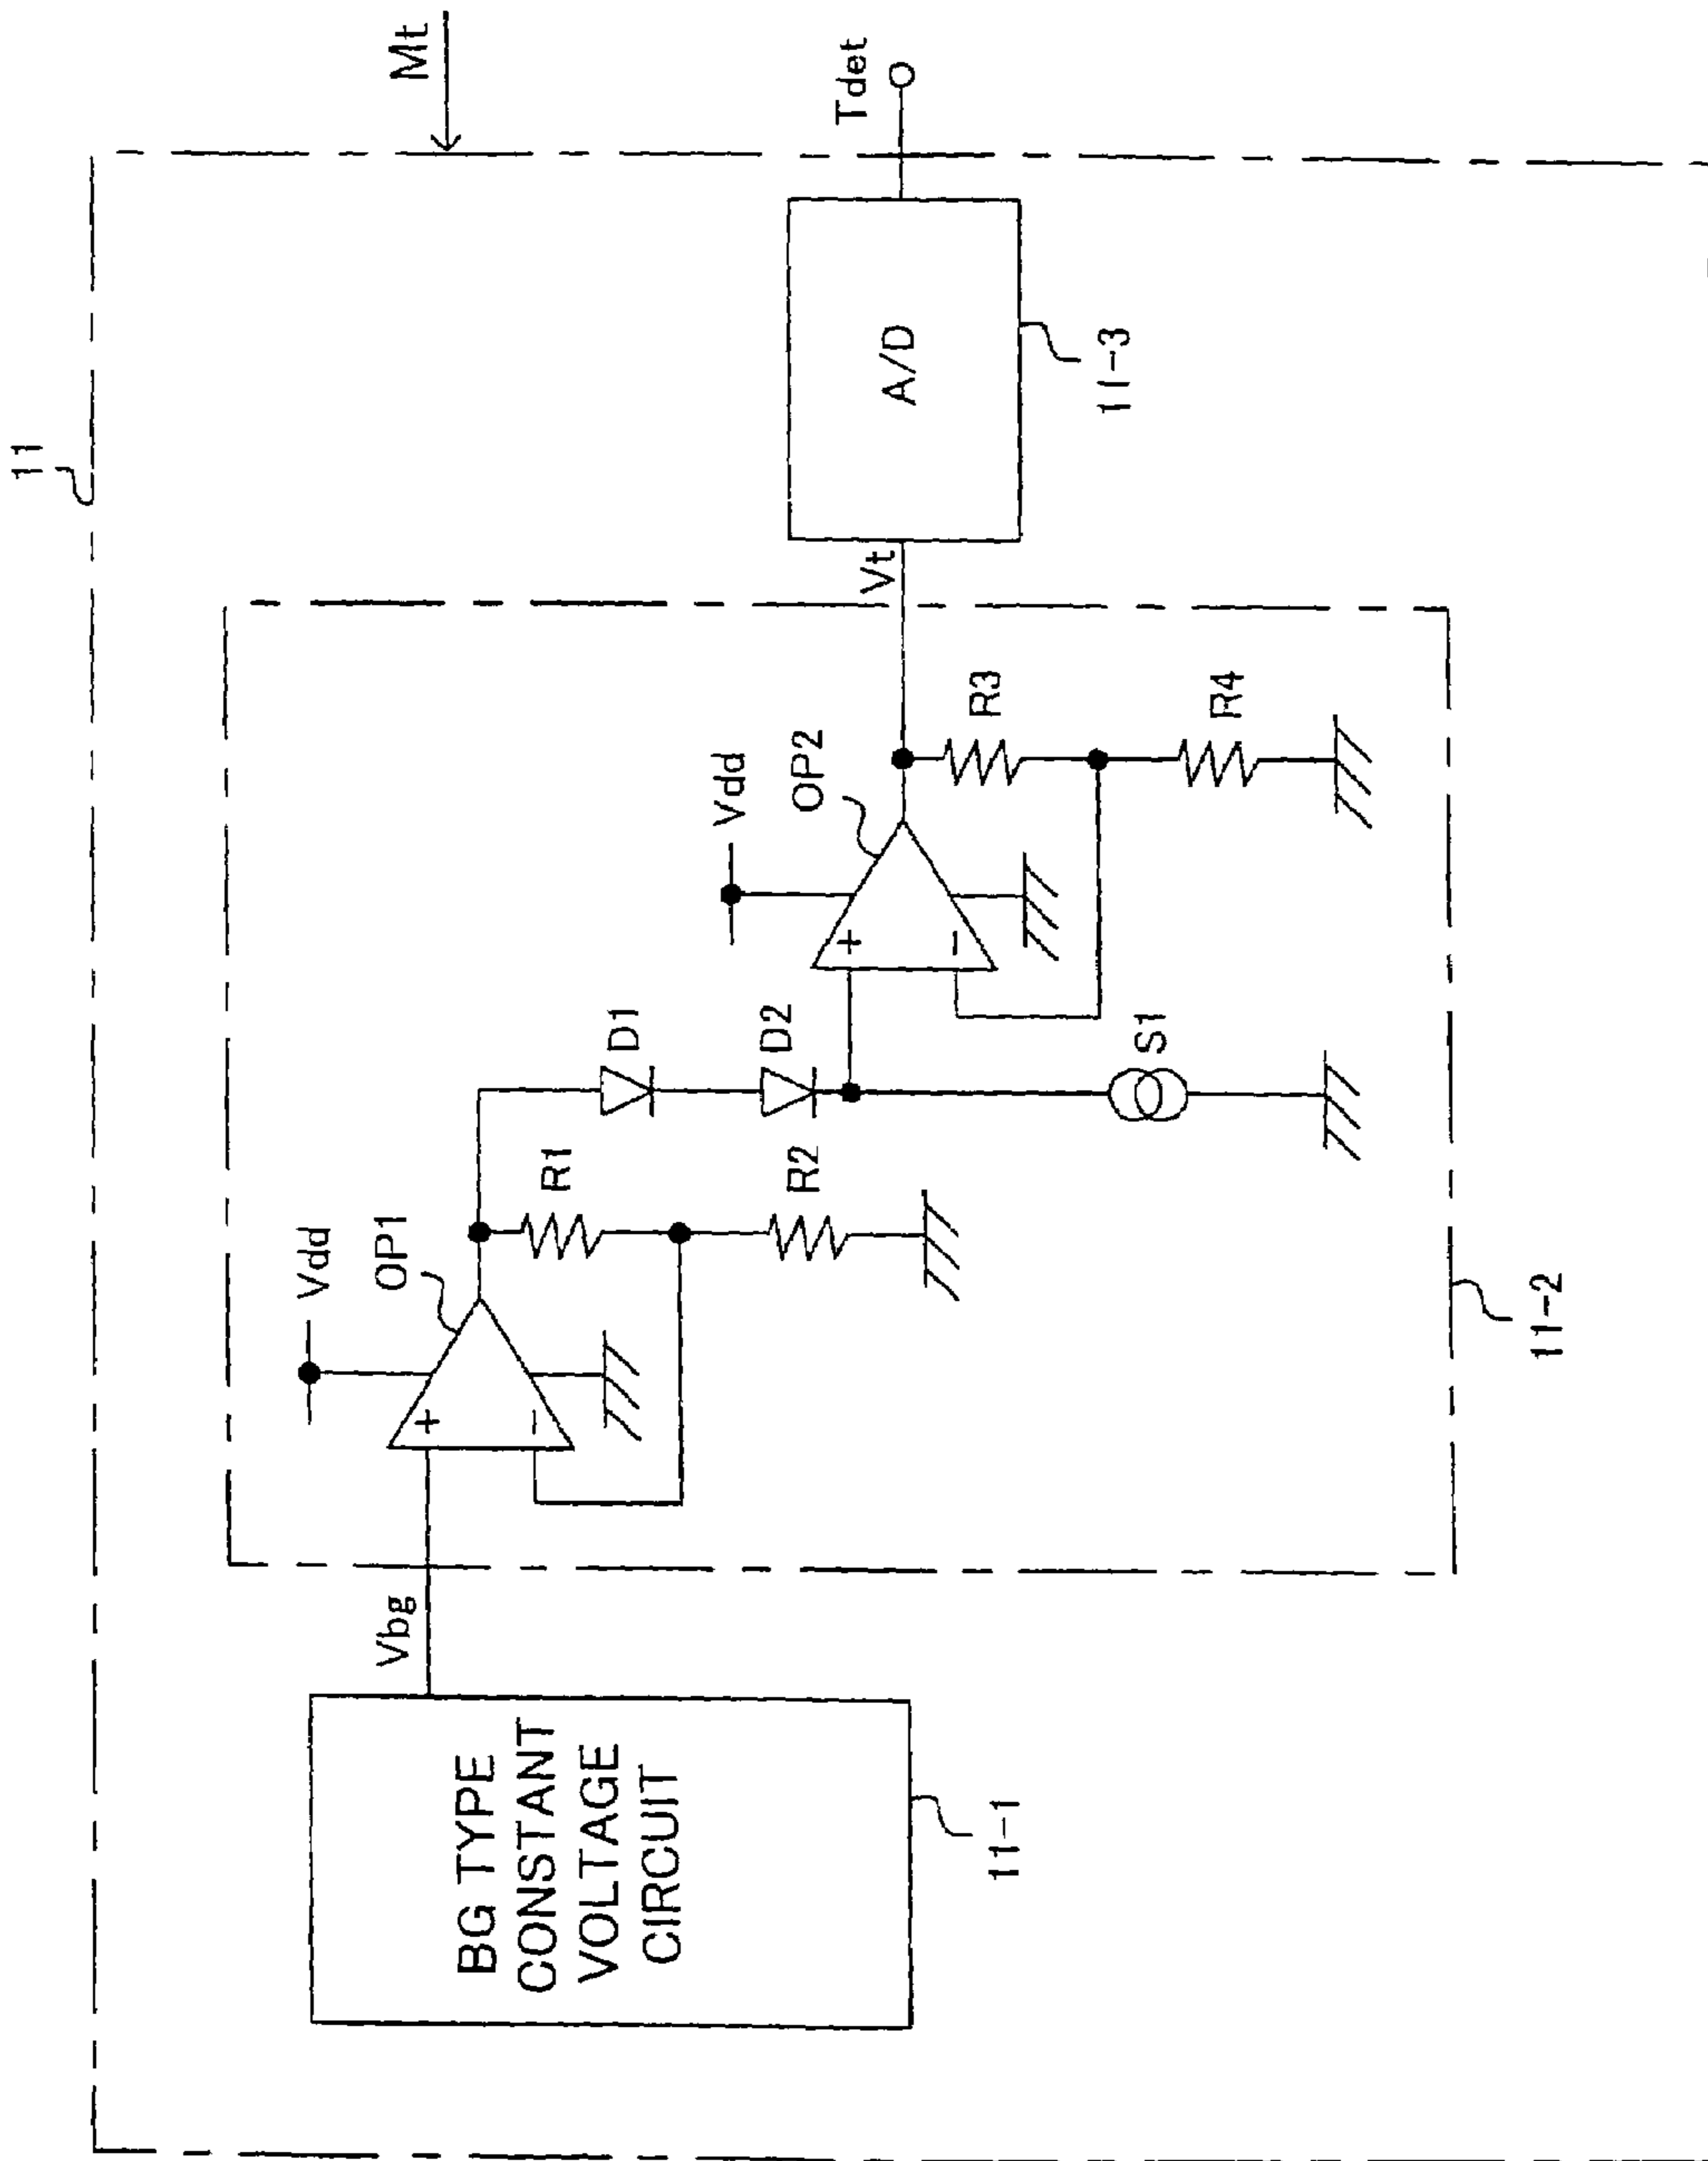 11
Mt
BG TYPE
CONSTANT
VOLTAGE
CIRCUIT
11-1
Vbg
Vdd
OP1
+
-
R1
R2
D1
D2
S1
Vdd
OP2
+
-
R3
R4
11-2
Vt
A/D
11-3
Tdet